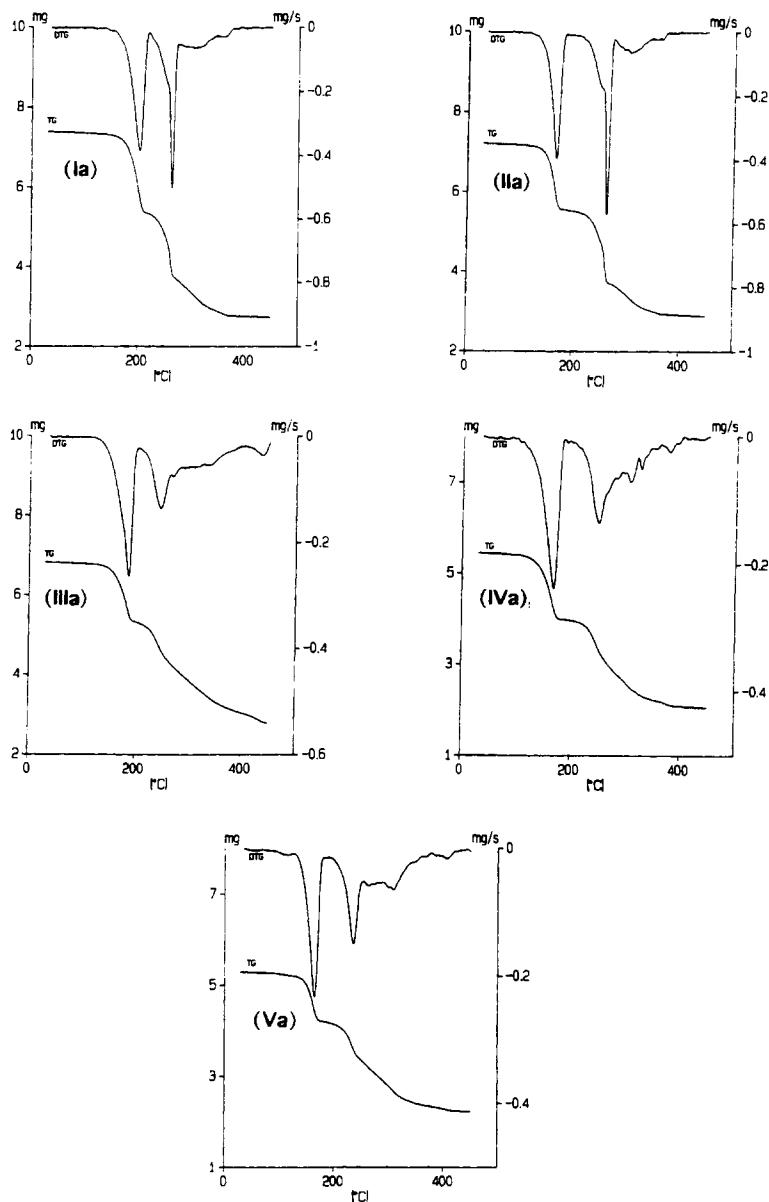 mg mg/s
10 0
DTG
8 -0.2
TG
(Ia)
6 -0.4
-0.6
4 -0.8
2 -1
0 200 400
[°C]
mg mg/s
10 0
DTG
8 -0.2
TG
6 (IIa) -0.4
-0.6
4 -0.8
2 -1
0 200 400
[°C]
mg mg/s
10 0
DTG
8 -0.2
TG
6 (IIIa)
-0.4
4
2 -0.6
0 200 400
[°C]
mg mg/s
0
DTG
7
-0.2
5 TG
(IVa)
3 -0.4
1
0 200 400
[°C]
mg mg/s
0
DTG
7
-0.2
TG
5
(Va)
3 -0.4
1
0 200 400
[°C]